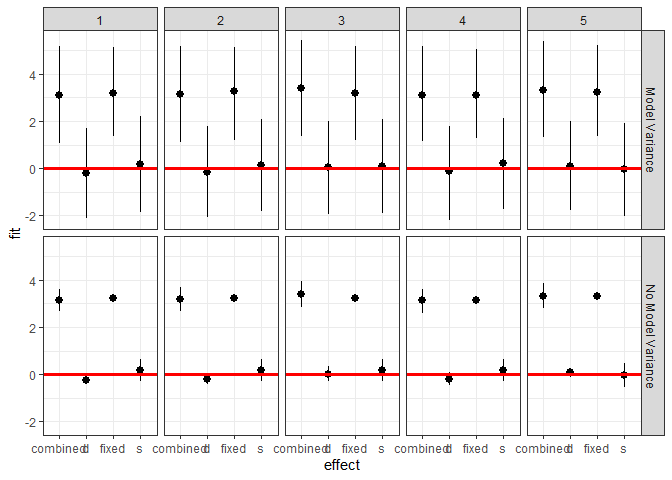 1 2 3 4 5
4
2
0
-2
Model Variance
fit
4
2
0
-2
No Model Variance
combined d fixed s combined d fixed s combined d fixed s combined d fixed s combined d fixed s
effect